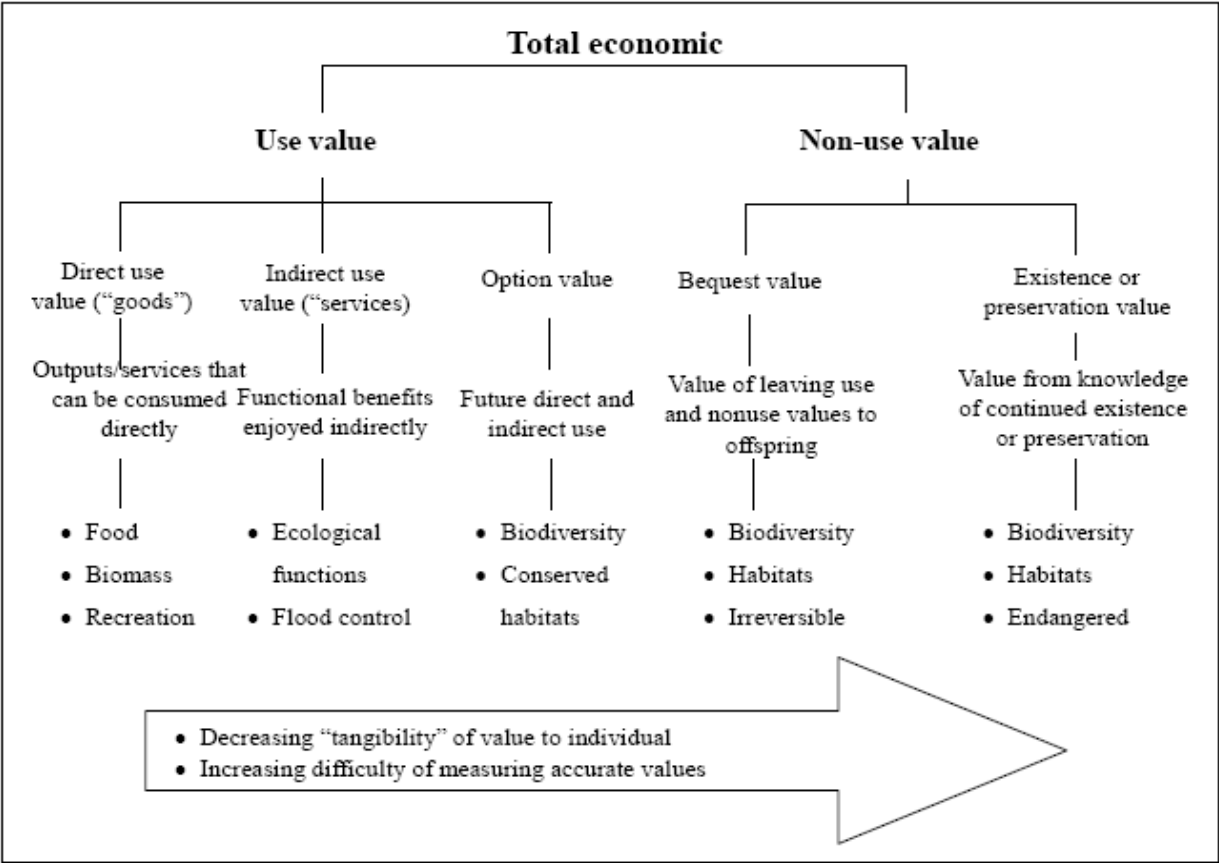 Total economic
Use value
Non-use value
Direct use
value (“goods”)
Indirect use
value (“services)
Option value
Bequest value
Existence or
preservation value
Outputs/services that
can be consumed
directly
Functional benefits
enjoyed indirectly
Future direct and
indirect use
Value of leaving use
and nonuse values to
offspring
Value from knowledge
of continued existence
or preservation
• Food
• Biomass
• Recreation
• Ecological
functions
• Flood control
• Biodiversity
• Conserved
habitats
• Biodiversity
• Habitats
• Irreversible
• Biodiversity
• Habitats
• Endangered
• Decreasing “tangibility” of value to individual
• Increasing difficulty of measuring accurate values